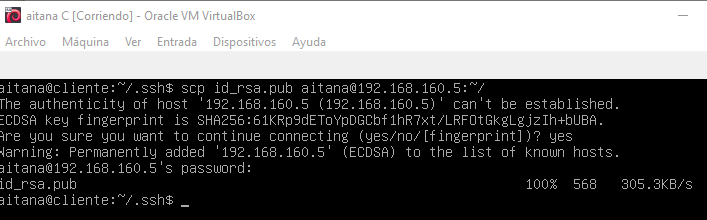 aitana C [Corriendo] - Oracle VM VirtualBox
Archivo Máquina Ver Entrada Dispositivos Ayuda
aitana@cliente:~/.ssh$ scp id_rsa.pub aitana@192.168.160.5:~/
The authenticity of host '192.168.160.5 (192.168.160.5)' can't be established.
ECDSA key fingerprint is SHA256:61KRp9dEToYpDGCbf1hR7xt/LRFOtGkgLgjzIh+bUBA.
Are you sure you want to continue connecting (yes/no/[fingerprint])? yes
Warning: Permanently added '192.168.160.5' (ECDSA) to the list of known hosts.
aitana@192.168.160.5's password:
id_rsa.pub 100% 568 305.3KB/s
aitana@cliente:~/.ssh$ _